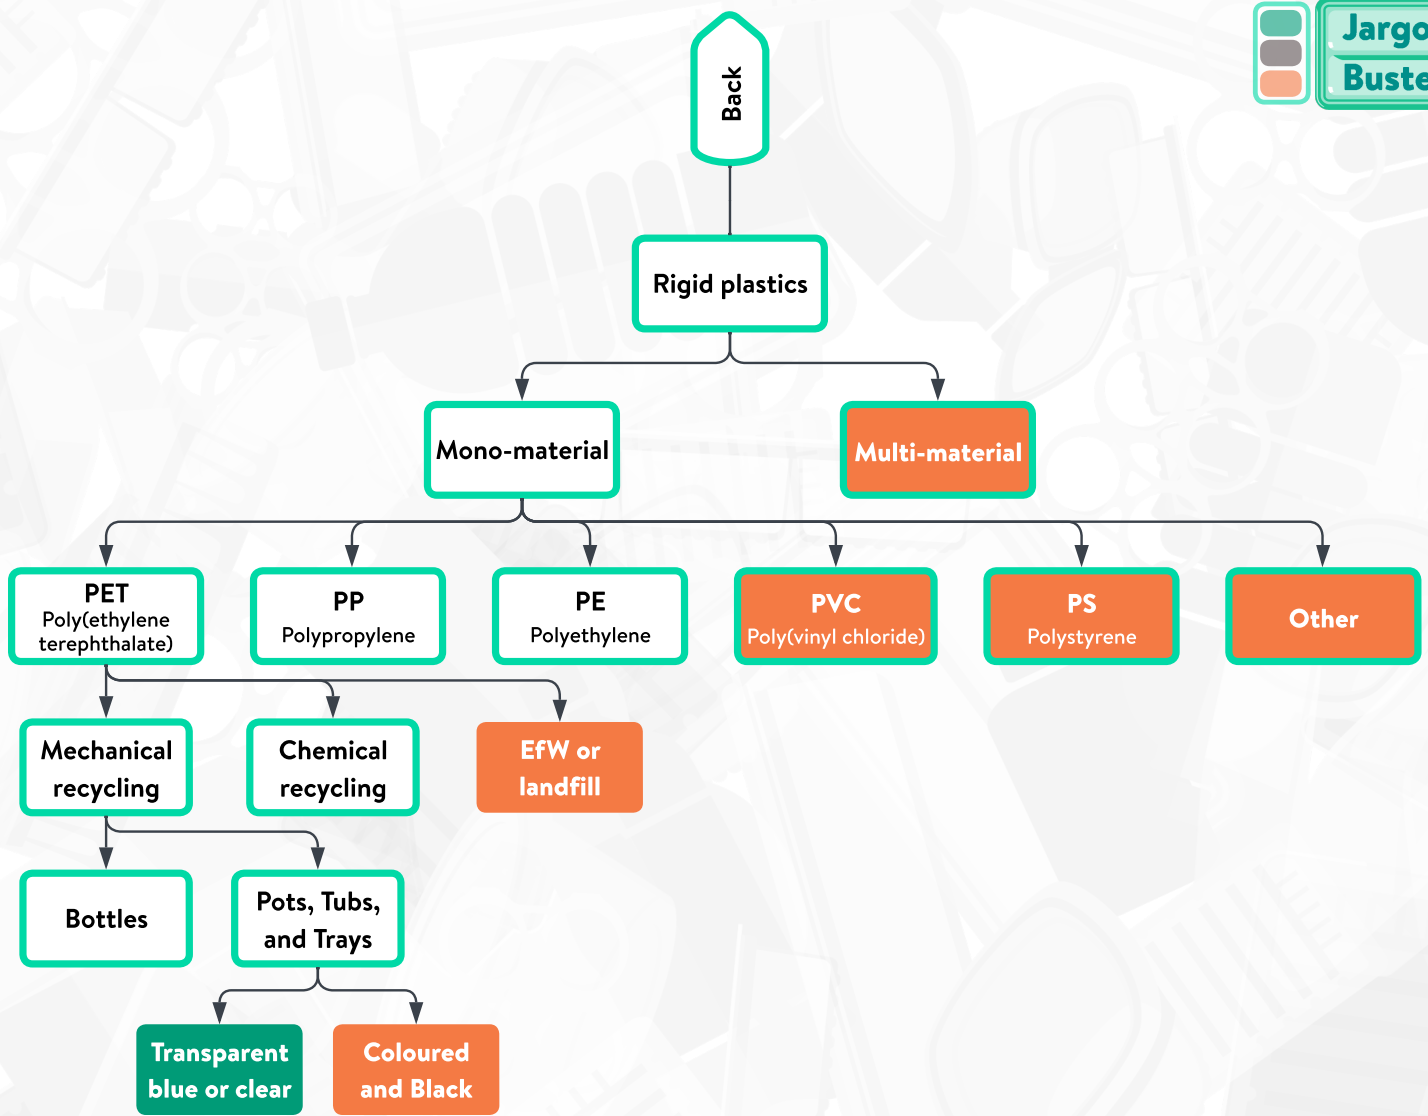 Back
Jargo
Buste
Rigid plastics
Mono-material
Multi-material
PET
Poly(ethylene
terephthalate)
PP
Polypropylene
PE
Polyethylene
PVC
Poly(vinyl chloride)
PS
Polystyrene
Other
Mechanical
recycling
Chemical
recycling
EfW or
landfill
Bottles
Pots, Tubs,
and Trays
Transparent
blue or clear
Coloured
and Black